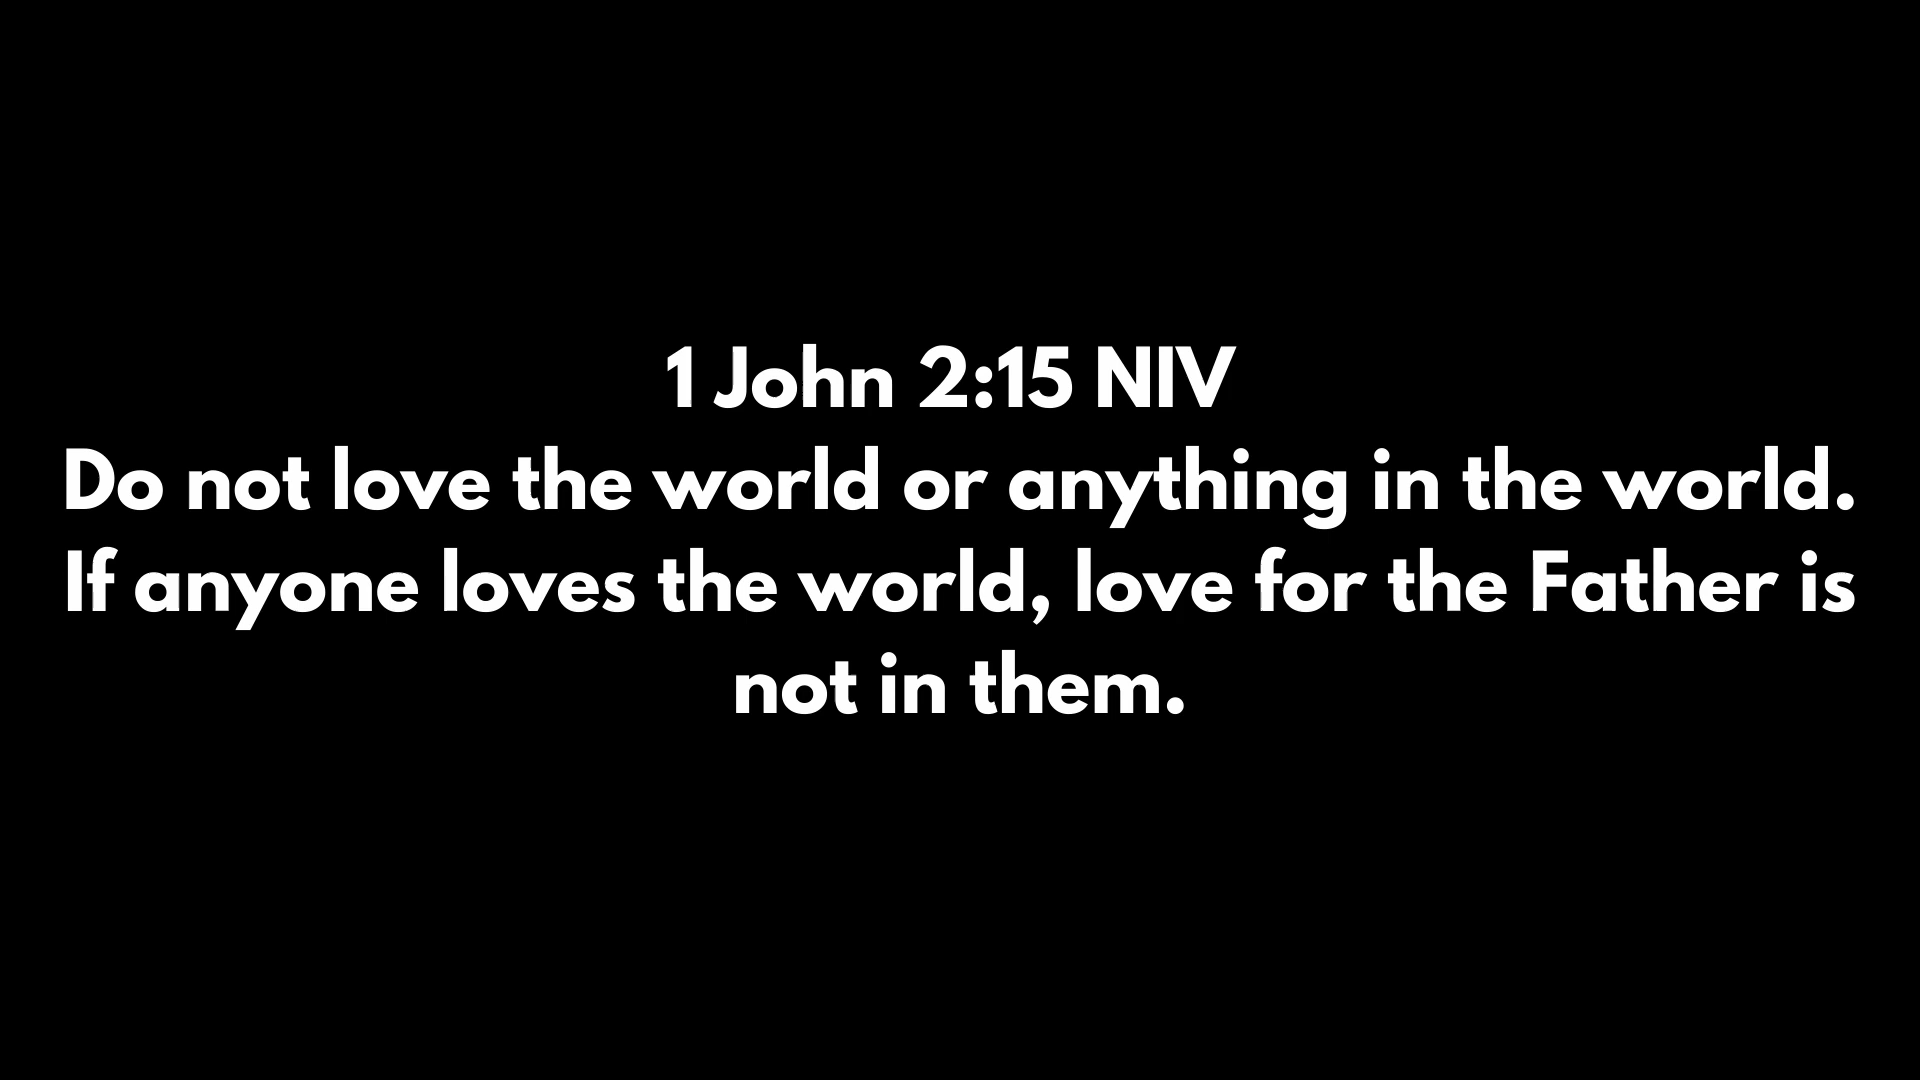 1 John 2:15 NIV
Do not love the world or anything in the world.
If anyone loves the world, love for the Father is
not in them.